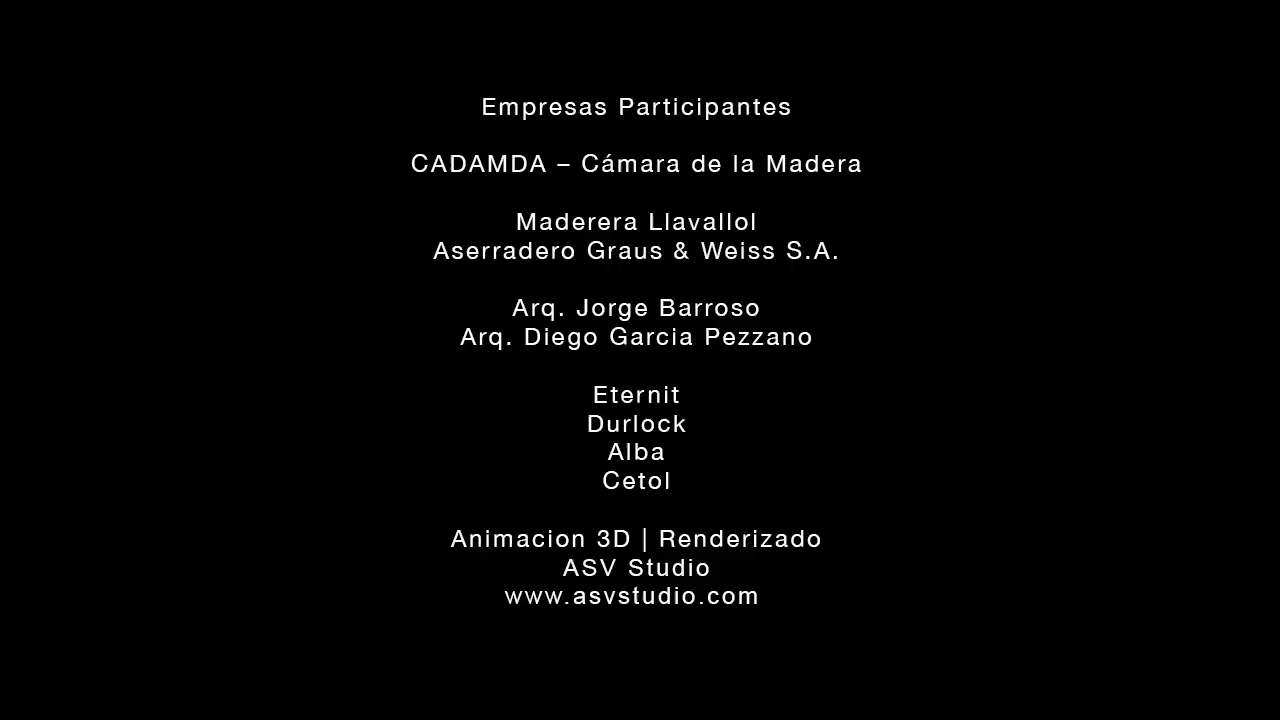 Empresas Participantes
CADAMDA – Cámara de la Madera
Maderera Llavallol
Aserradero Graus & Weiss S.A.
Arq. Jorge Barroso
Arq. Diego Garcia Pezzano
Eternit
Durlock
Alba
Cetol
Animacion 3D | Renderizado
ASV Studio
www.asvstudio.com